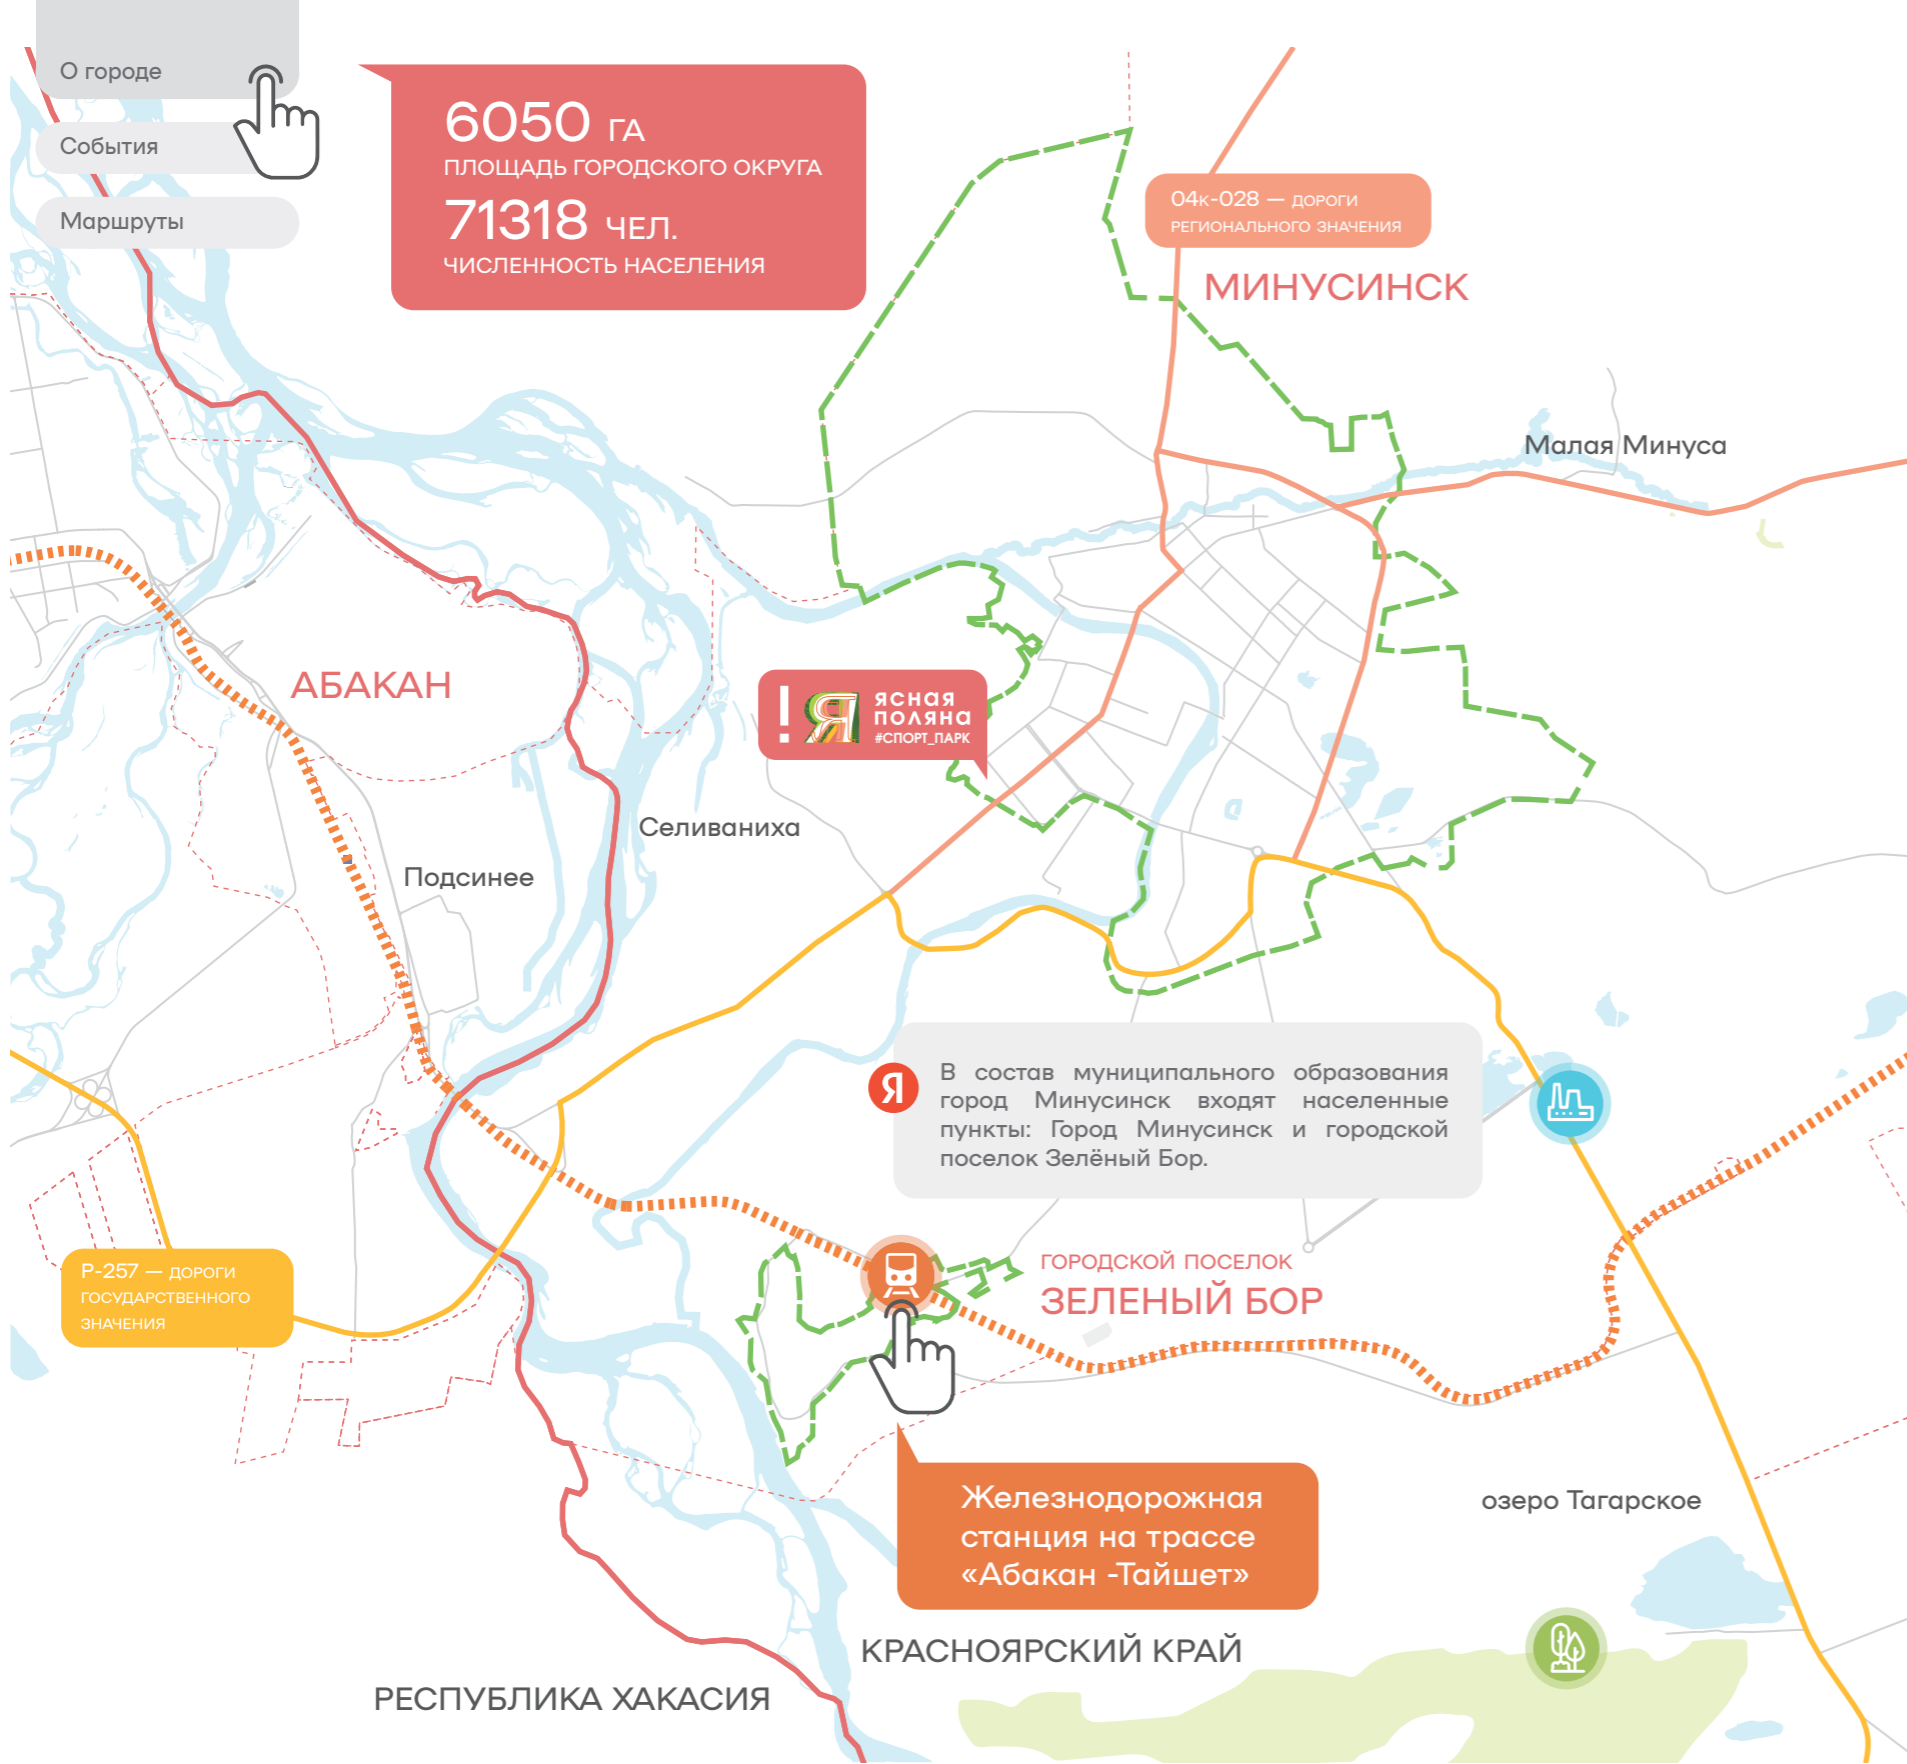 О городе
События
Маршруты
6050 ГА
ПЛОЩАДЬ ГОРОДСКОГО ОКРУГА
71318 ЧЕЛ.
ЧИСЛЕННОСТЬ НАСЕЛЕНИЯ
04к-028 — ДОРОГИ
РЕГИОНАЛЬНОГО ЗНАЧЕНИЯ
МИНУСИНСК
Малая Минуса
АБАКАН
! Я
ЯСНАЯ
ПОЛЯНА
#СПОРТ_ПАРК
Селиваниха
Подсинее
Я
В состав муниципального образования
город Минусинск входят населенные
пункты: Город Минусинск и городской
поселок Зелёный Бор.
Р-257 — ДОРОГИ
ГОСУДАРСТВЕННОГО
ЗНАЧЕНИЯ
ГОРОДСКОЙ ПОСЕЛОК
ЗЕЛЕНЫЙ БОР
Железнодорожная
станция на трассе
«Абакан -Тайшет»
озеро Тагарское
КРАСНОЯРСКИЙ КРАЙ
РЕСПУБЛИКА ХАКАСИЯ